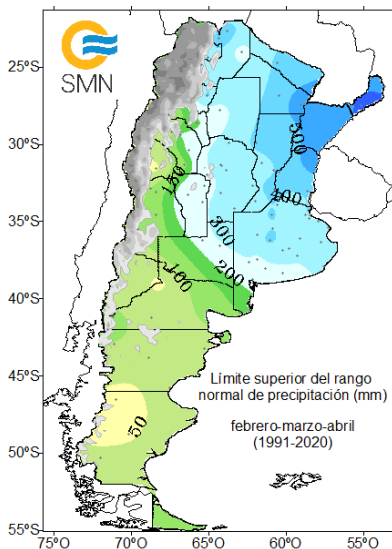 SMN
25°S
30°S
35°S
40°S
45°S
50°S
55°S
150
500
400
300
200
100
50
Límite superior del rango
normal de precipitación (mm)
febrero-marzo-abril
(1991-2020)
75°O
70°O
65°O
60°O
55°O